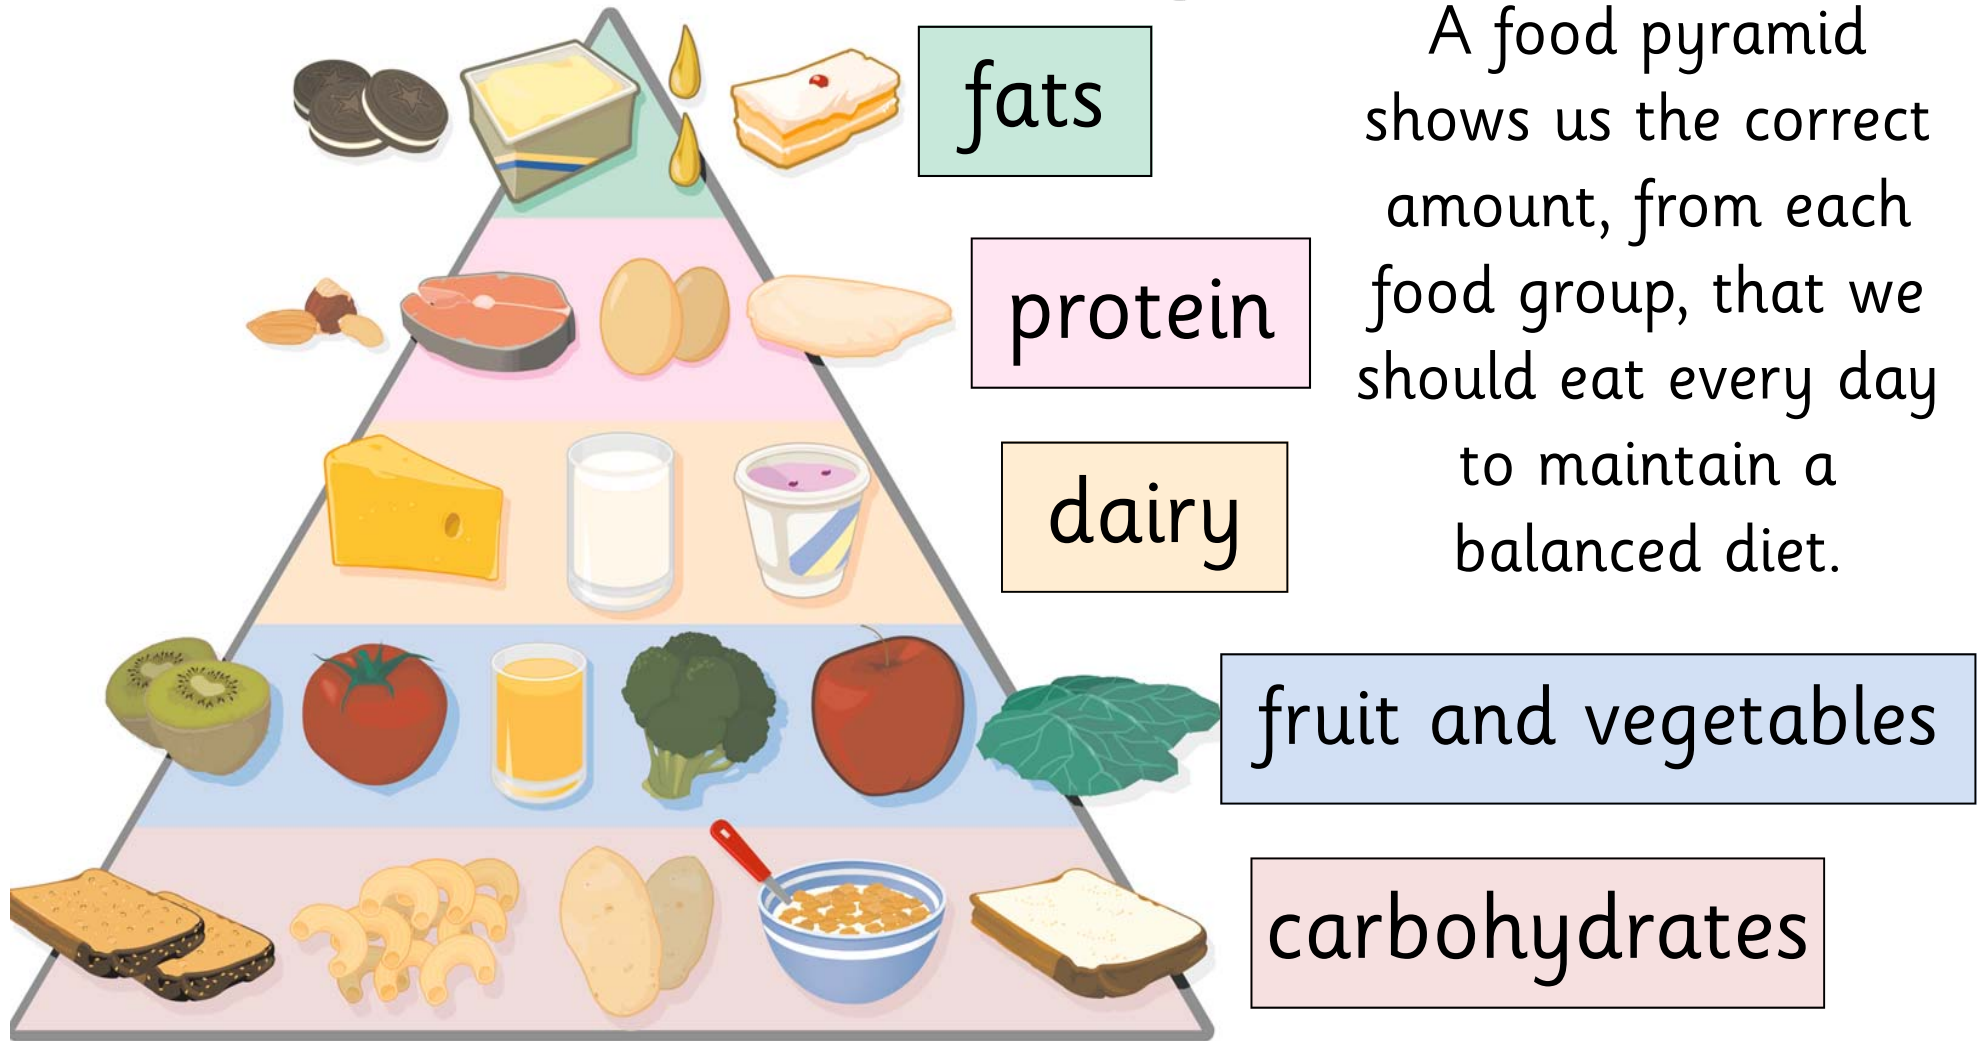 fats
protein
dairy
fruit and vegetables
carbohydrates
A food pyramid
shows us the correct
amount, from each
food group, that we
should eat every day
to maintain a
balanced diet.